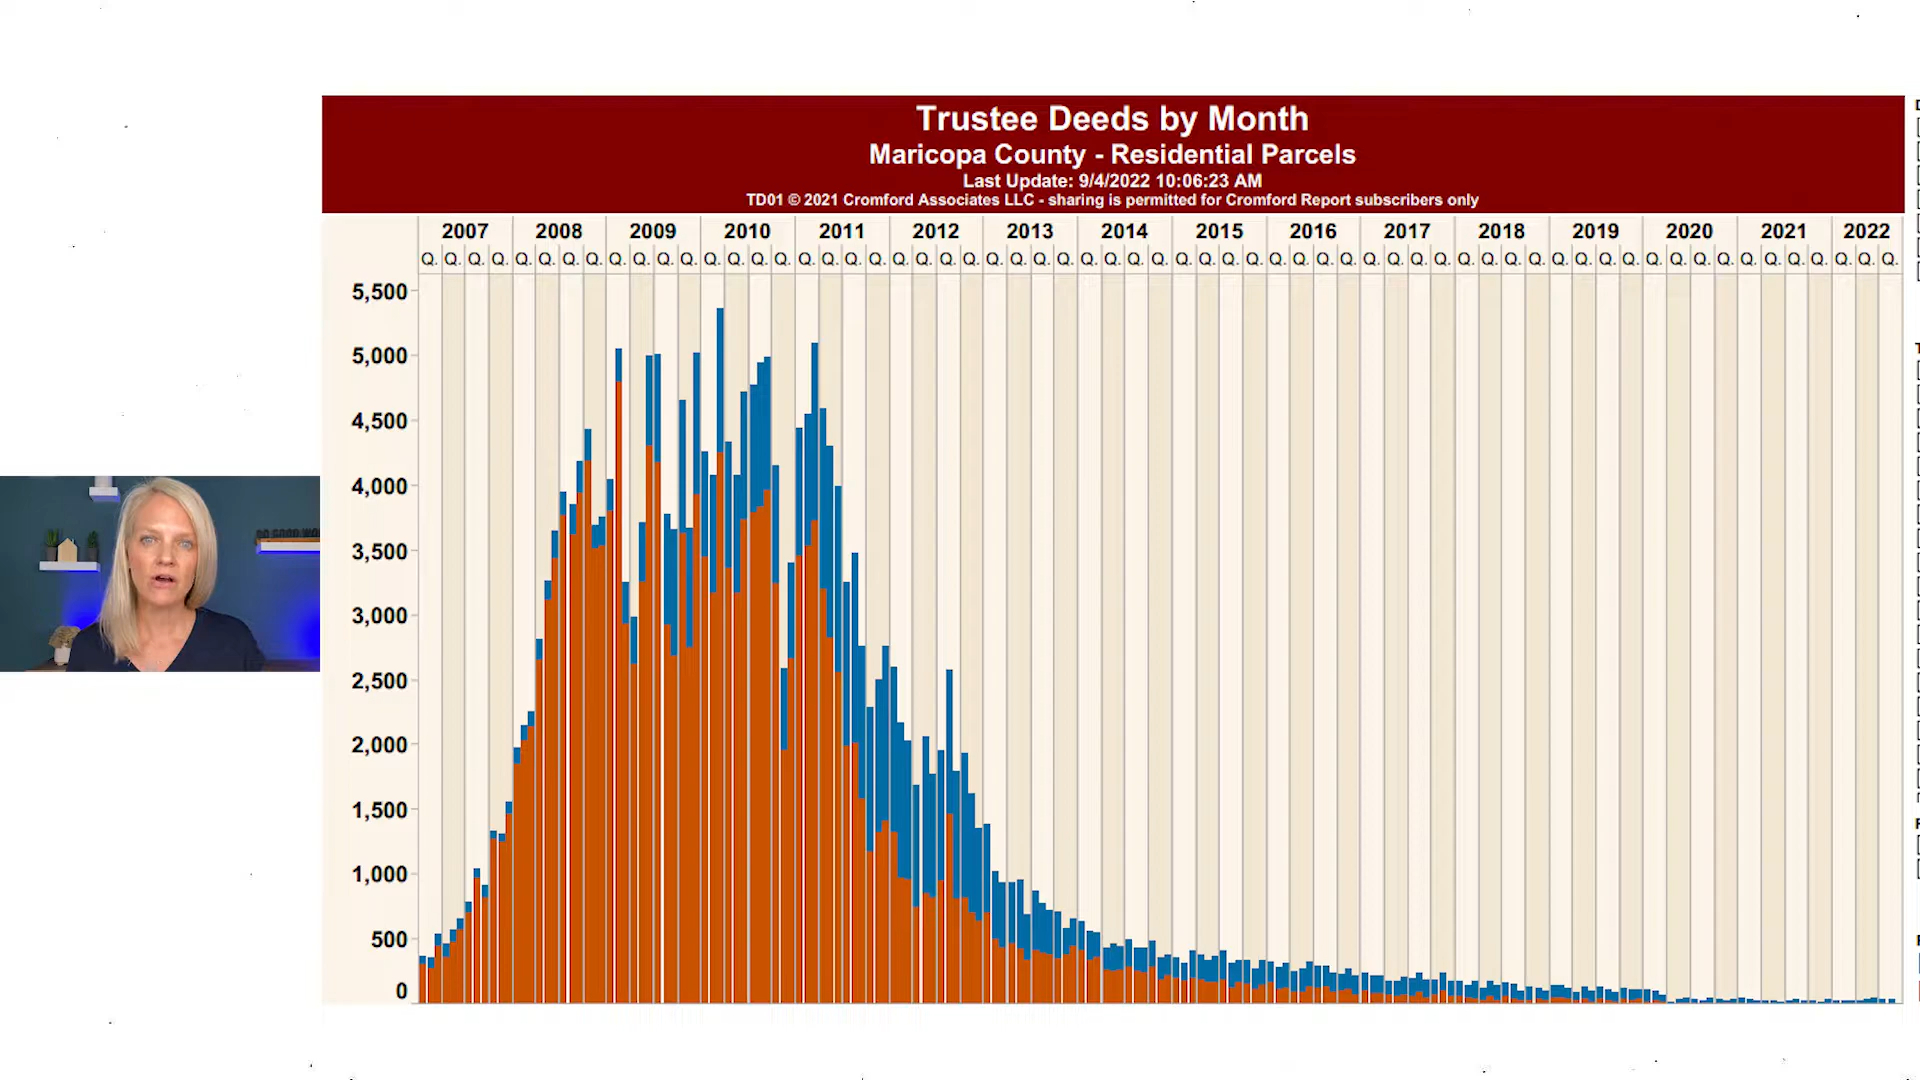 Trustee Deeds by Month
Maricopa County - Residential Parcels
Last Update: 9/4/2022 10:06:23 AM
TD01 © 2021 Cromford Associates LLC - sharing is permitted for Cromford Report subscribers only
2007 2008 2009 2010 2011 2012 2013 2014 2015 2016 2017 2018 2019 2020 2021 2022
Q. Q. Q. Q. Q. Q. Q. Q. Q. Q. Q. Q. Q. Q. Q. Q. Q. Q. Q. Q. Q. Q. Q. Q. Q. Q. Q. Q. Q. Q. Q. Q. Q. Q. Q. Q. Q. Q. Q. Q. Q. Q. Q. Q. Q. Q. Q. Q. Q. Q. Q. Q. Q. Q. Q. Q. Q. Q. Q. Q. Q. Q. Q.
5,500
5,000
4,500
4,000
3,500
3,000
2,500
2,000
1,500
1,000
500
0